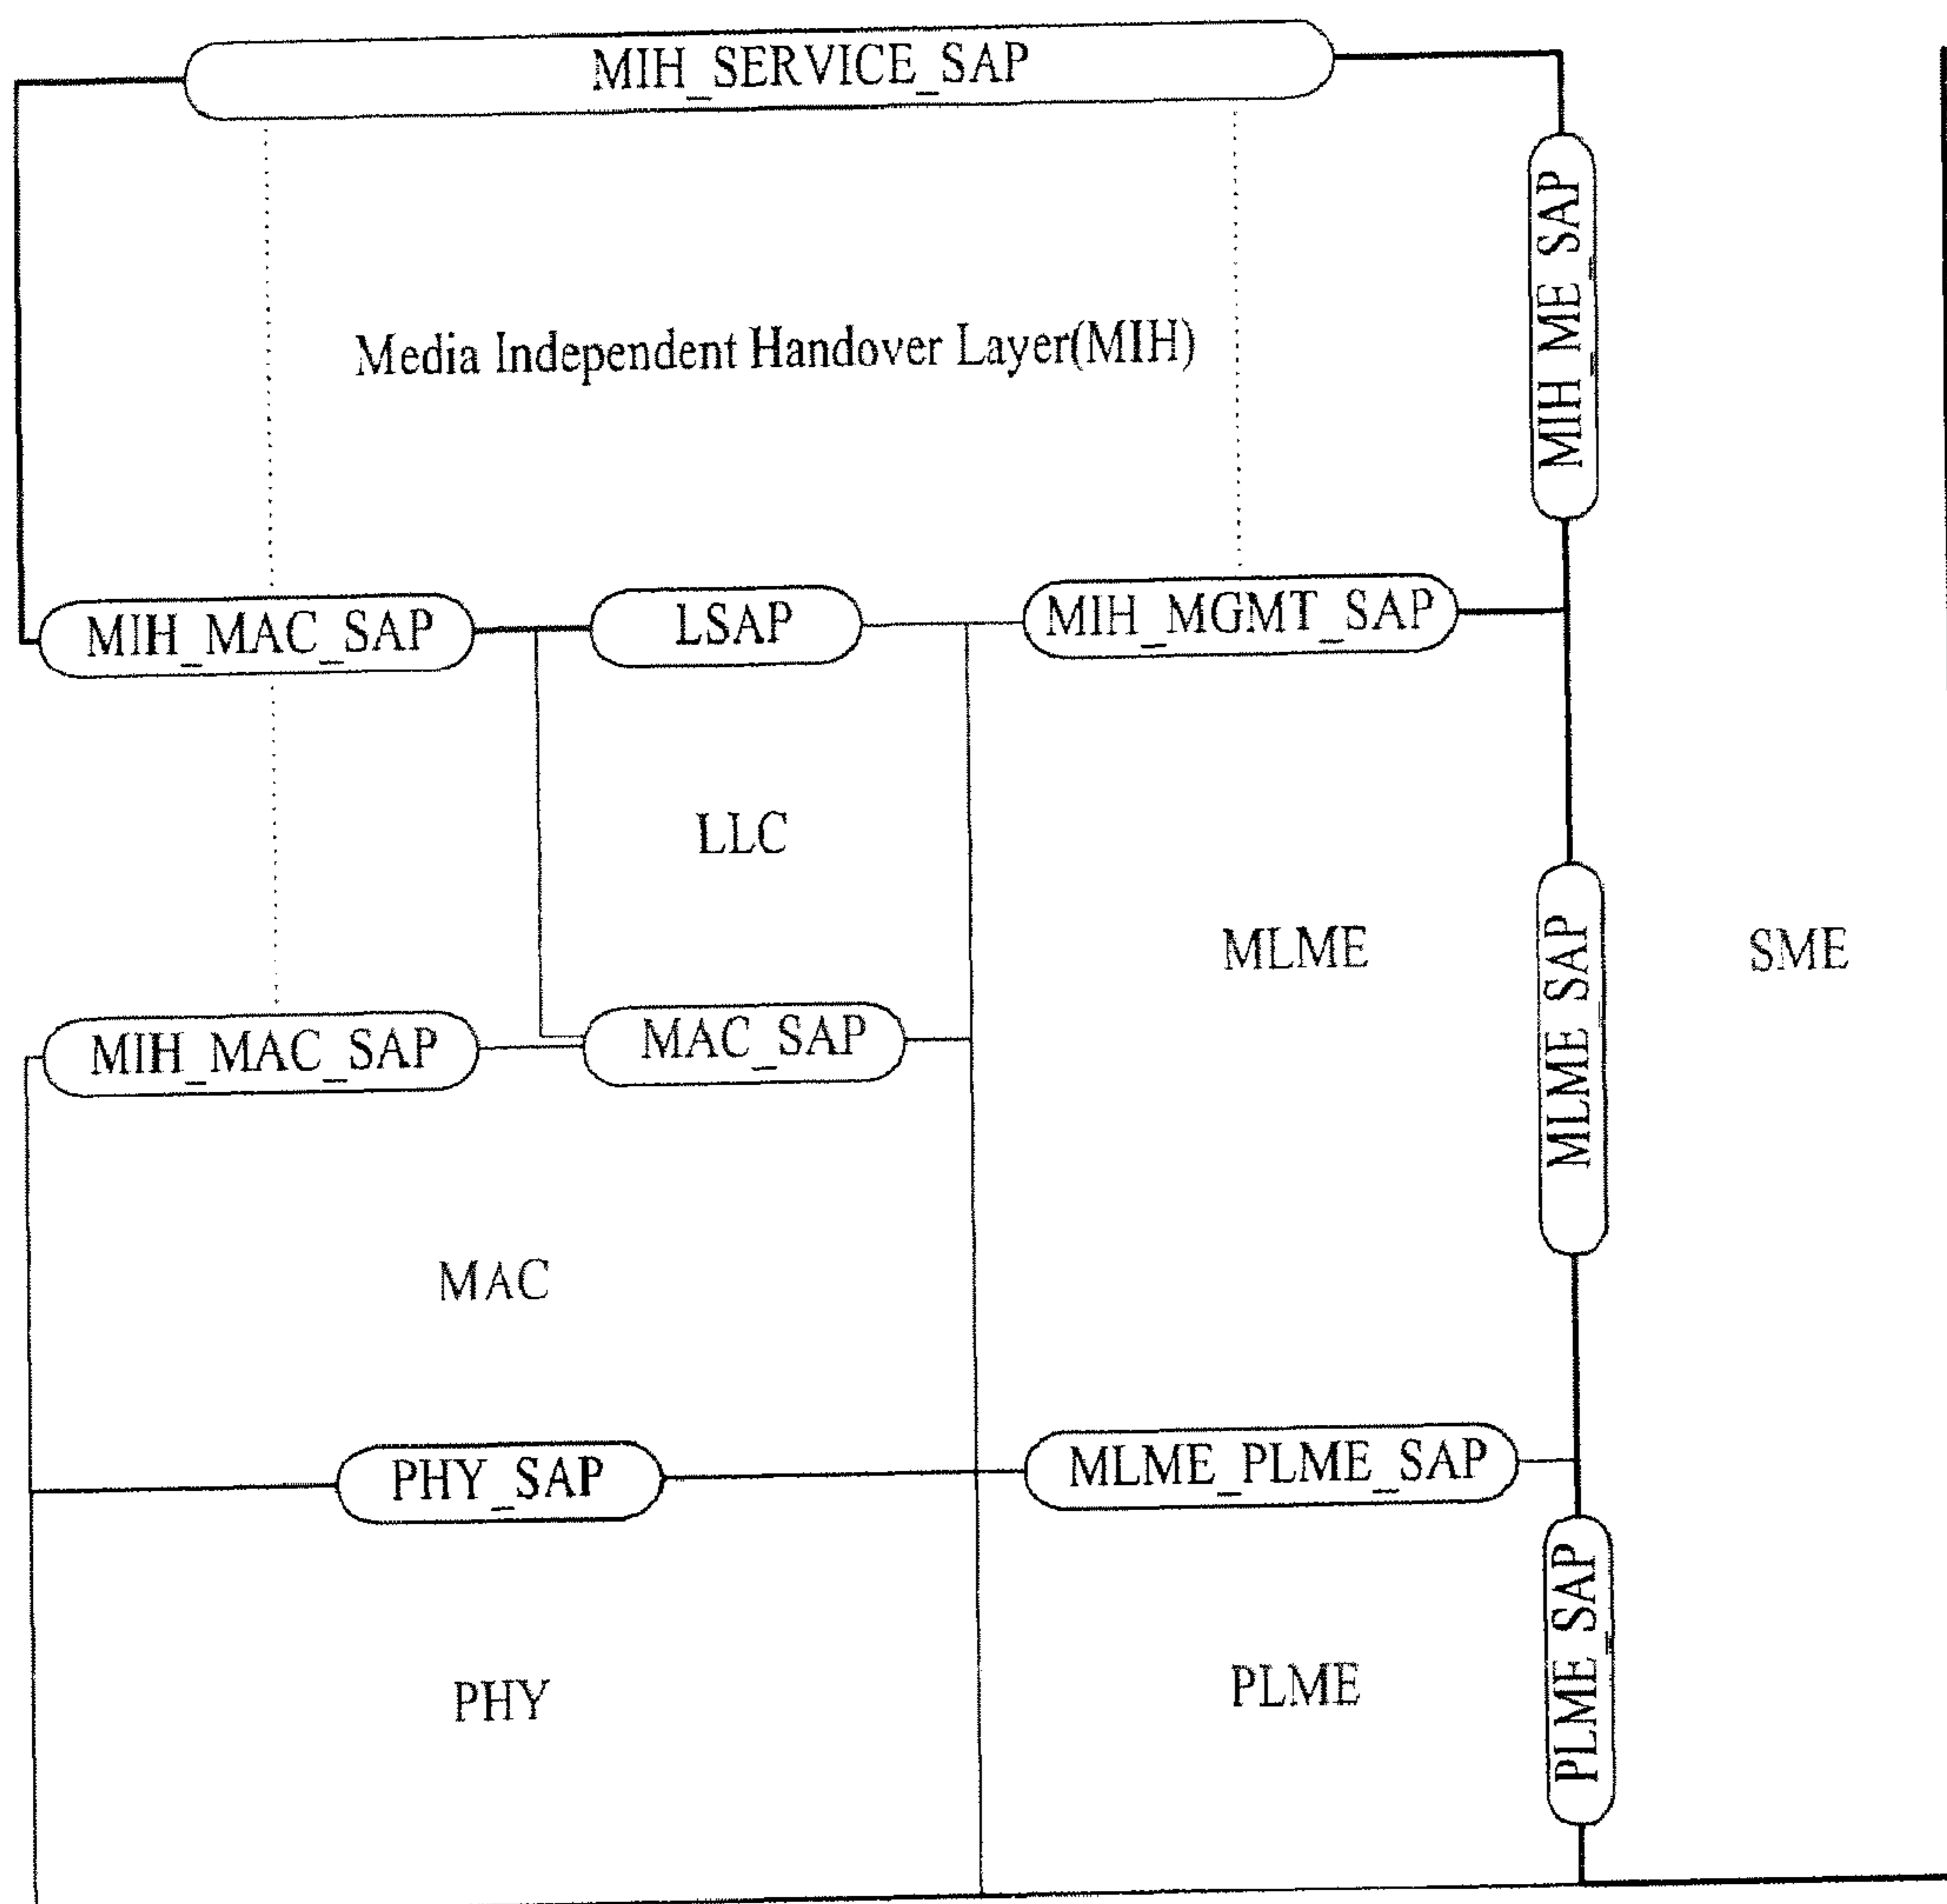 MIH_SERVICE_SAP
MIH_ME_SAP
Media Independent Handover Layer(MIH)
MIH_MAC_SAP
LSAP
MIH_MGMT_SAP
LLC
MLME
MLME_SAP
SME
MIH_MAC_SAP
MAC_SAP
MAC
PHY_SAP
MLME_PLME_SAP
PLME_SAP
PHY
PLME